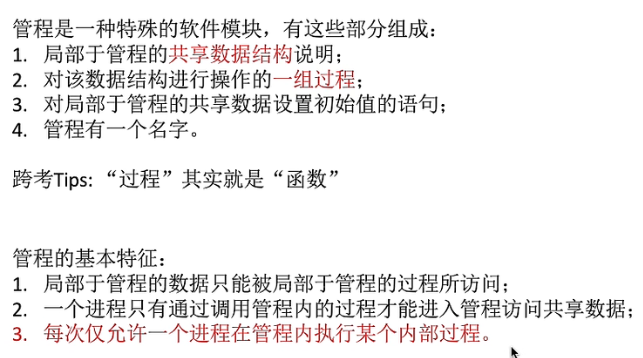 管程是一种特殊的软件模块，有这些部分组成：
1. 局部于管程的共享数据结构说明；
2. 对该数据结构进行操作的一组过程；
3. 对局部于管程的共享数据设置初始值的语句；
4. 管程有一个名字。
跨考Tips: “过程”其实就是“函数”
管程的基本特征：
1. 局部于管程的数据只能被局部于管程的过程所访问；
2. 一个进程只有通过调用管程内的过程才能进入管程访问共享数据；
3. 每次仅允许一个进程在管程内执行某个内部过程。